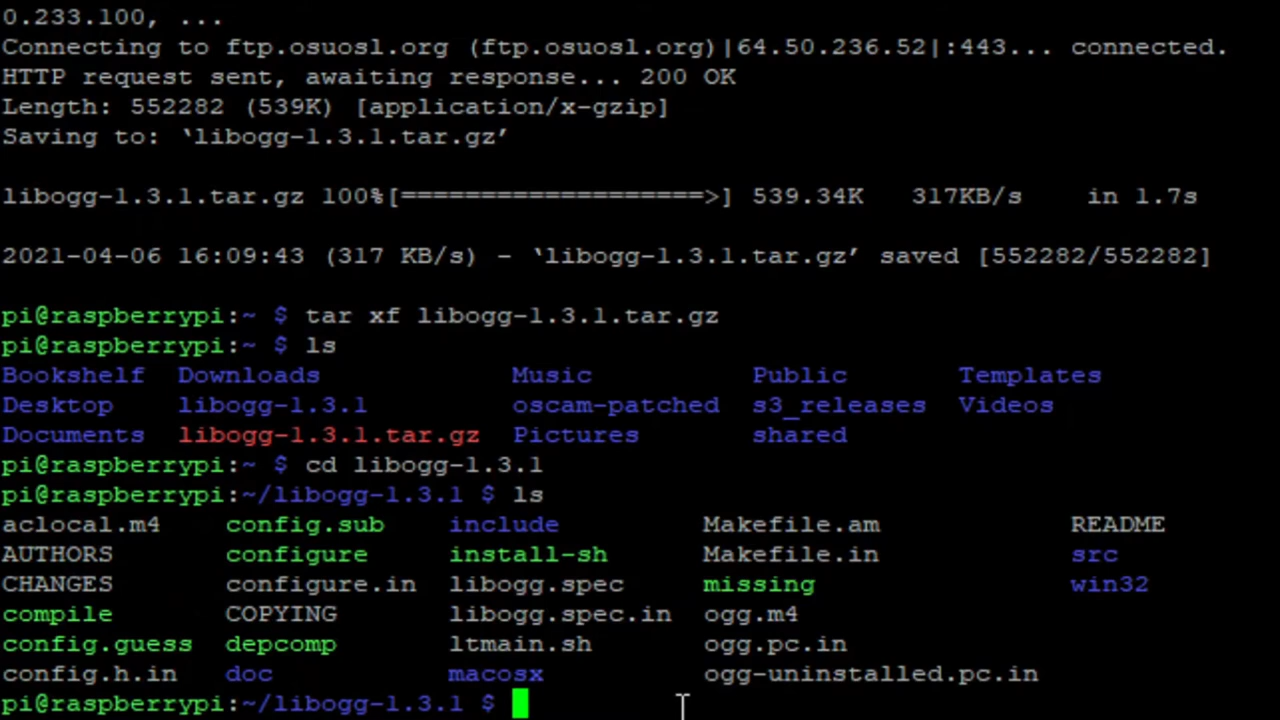 0.233.100, ...
Connecting to ftp.osuosl.org (ftp.osuosl.org)|64.50.236.52|:443... connected.
HTTP request sent, awaiting response... 200 OK
Length: 552282 (539K) [application/x-gzip]
Saving to: ‘libogg-1.3.1.tar.gz’
libogg-1.3.1.tar.gz 100%[===================>] 539.34K 317KB/s in 1.7s
2021-04-06 16:09:43 (317 KB/s) - ‘libogg-1.3.1.tar.gz’ saved [552282/552282]
pi@raspberrypi:~ $ tar xf libogg-1.3.1.tar.gz
pi@raspberrypi:~ $ ls
Bookshelf Downloads Music Public Templates
Desktop libogg-1.3.1 oscam-patched s3_releases Videos
Documents libogg-1.3.1.tar.gz Pictures shared
pi@raspberrypi:~ $ cd libogg-1.3.1
pi@raspberrypi:~/libogg-1.3.1 $ ls
aclocal.m4 config.sub include Makefile.am README
AUTHORS configure install-sh Makefile.in src
CHANGES configure.in libogg.spec missing win32
compile COPYING libogg.spec.in ogg.m4
config.guess depcomp ltmain.sh ogg.pc.in
config.h.in doc macosx ogg-uninstalled.pc.in
pi@raspberrypi:~/libogg-1.3.1 $